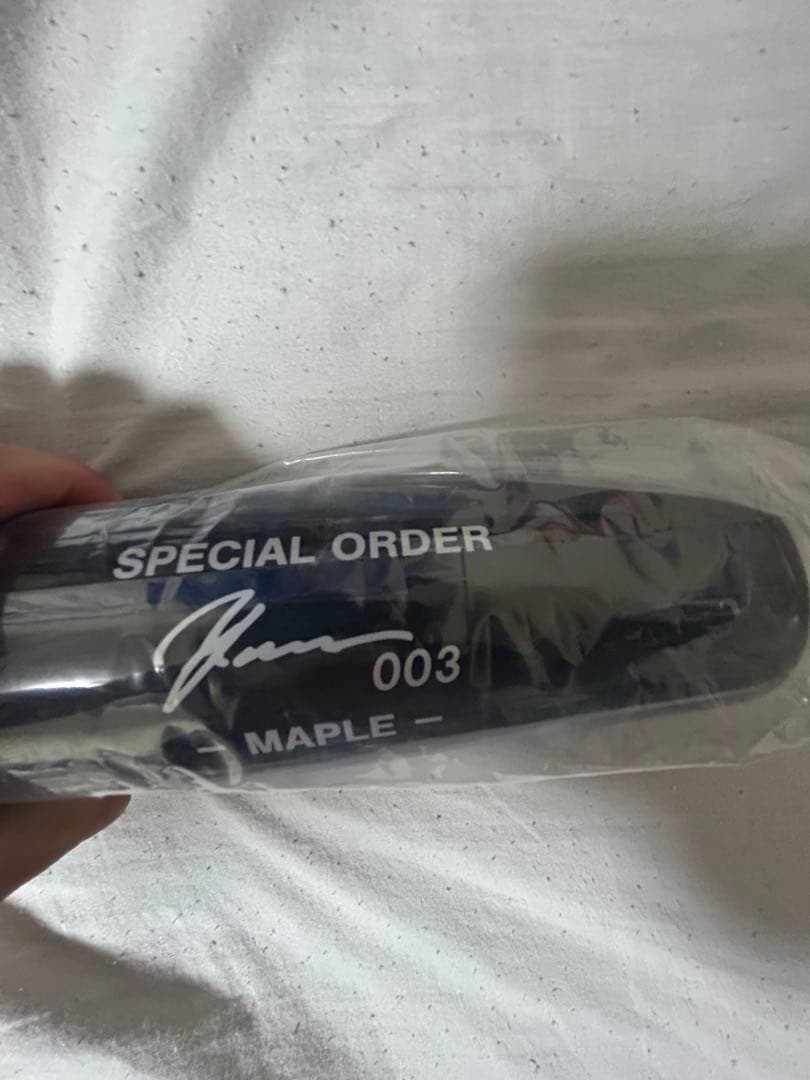 SPECIAL ORDER
003
– MAPLE –